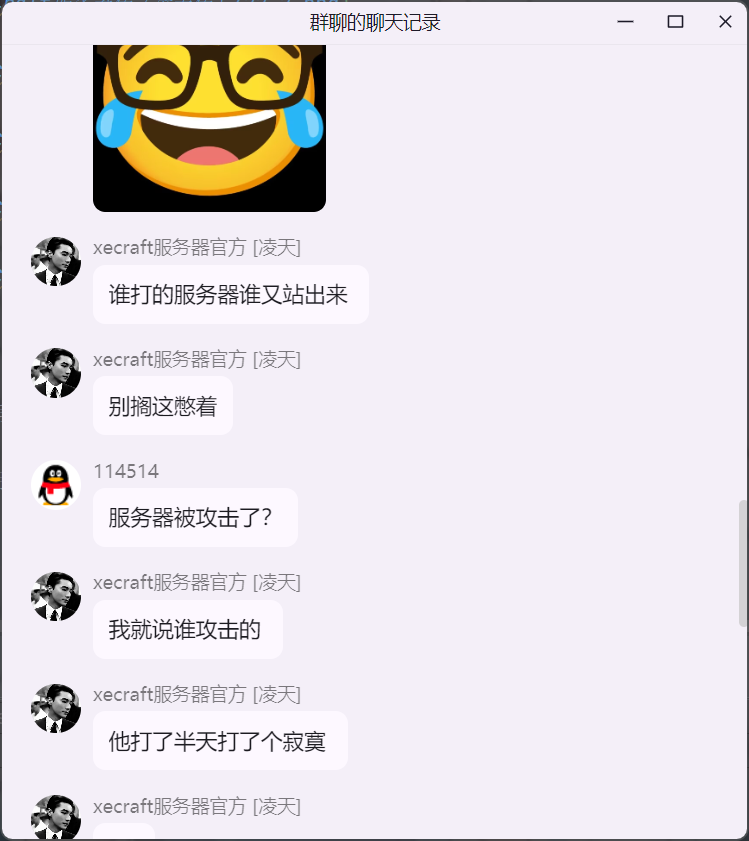 群聊的聊天记录
xecraft服务器官方 [凌天]
谁打的服务器谁又站出来
xecraft服务器官方 [凌天]
别搁这憋着
114514
服务器被攻击了？
xecraft服务器官方 [凌天]
我就说谁攻击的
xecraft服务器官方 [凌天]
他打了半天打了个寂寞
xecraft服务器官方 [凌天]